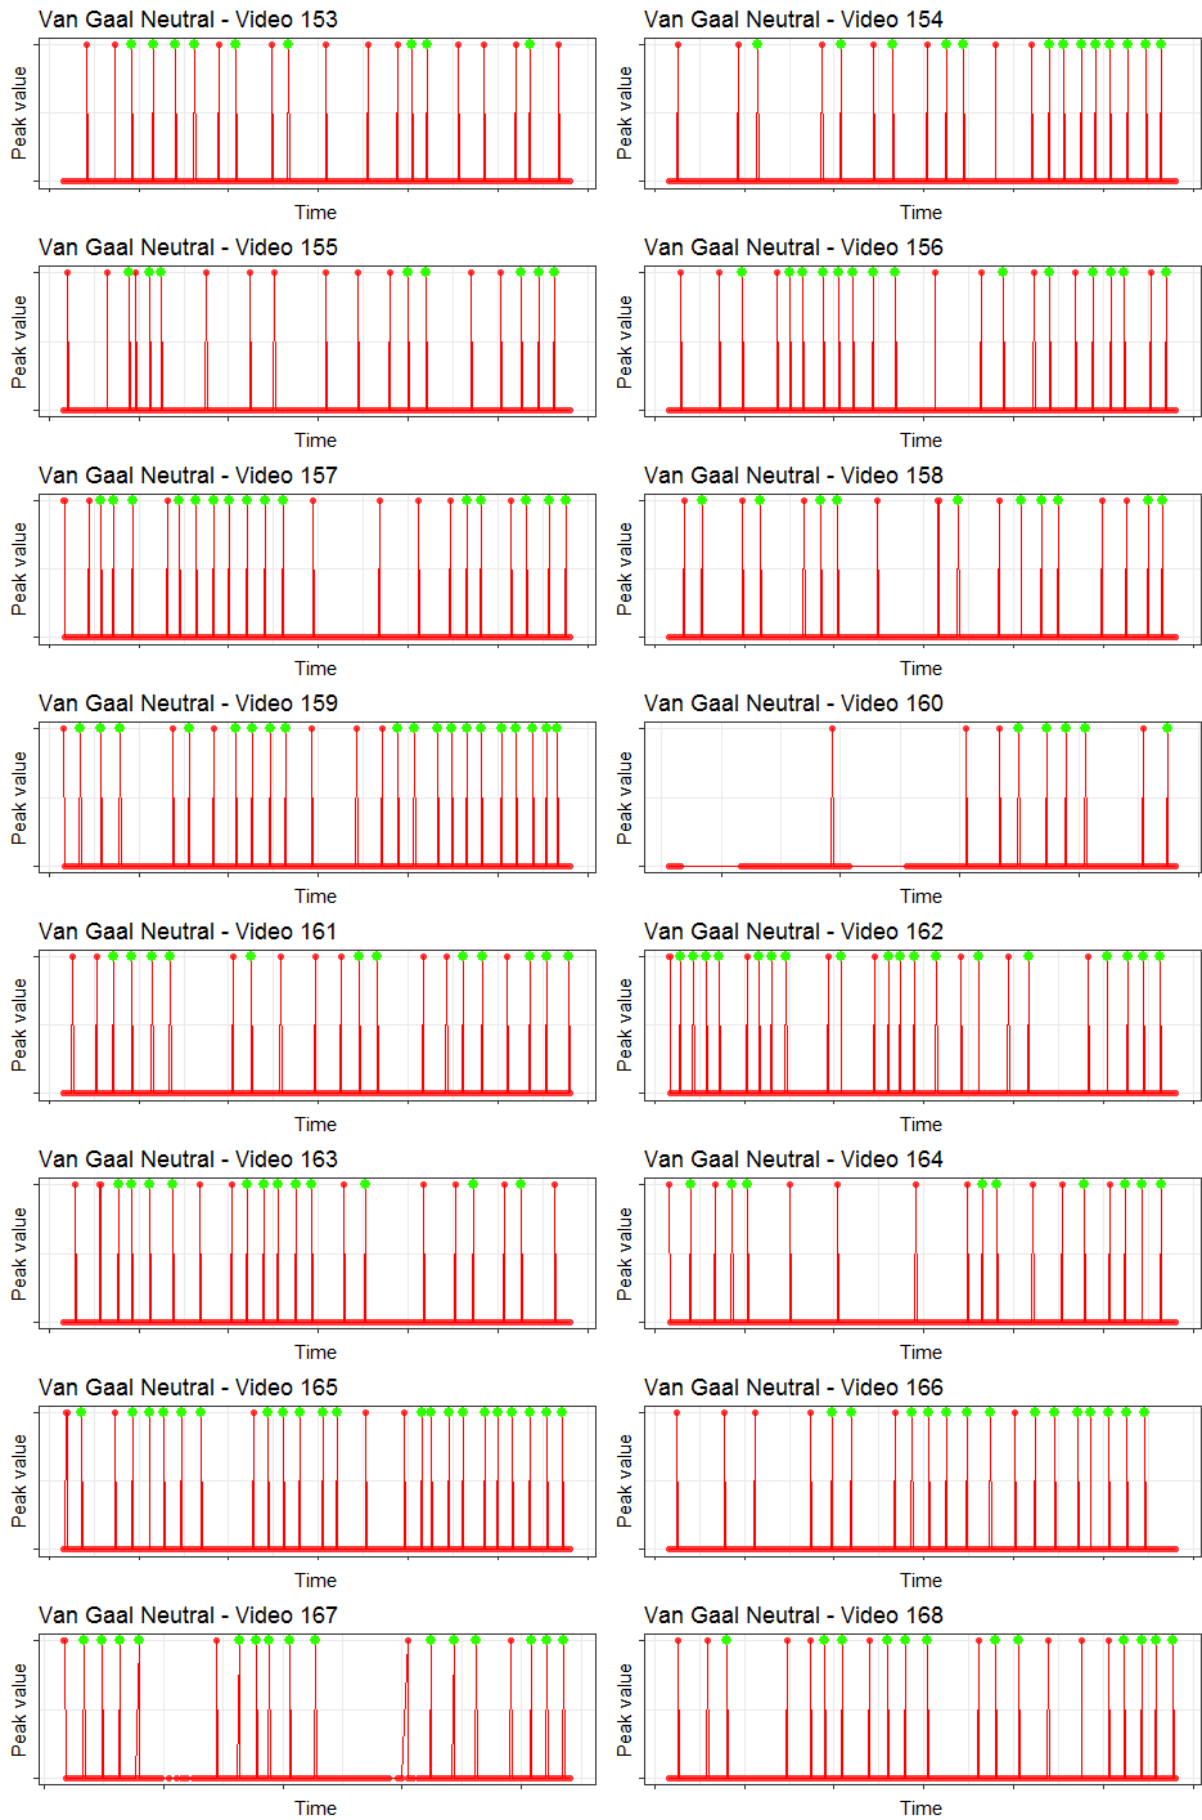 Van Gaal Neutral - Video 153
Peak value
Time
Van Gaal Neutral - Video 154
Peak value
Time
Van Gaal Neutral - Video 155
Peak value
Time
Van Gaal Neutral - Video 156
Peak value
Time
Van Gaal Neutral - Video 157
Peak value
Time
Van Gaal Neutral - Video 158
Peak value
Time
Van Gaal Neutral - Video 159
Peak value
Time
Van Gaal Neutral - Video 160
Peak value
Time
Van Gaal Neutral - Video 161
Peak value
Time
Van Gaal Neutral - Video 162
Peak value
Time
Van Gaal Neutral - Video 163
Peak value
Time
Van Gaal Neutral - Video 164
Peak value
Time
Van Gaal Neutral - Video 165
Peak value
Time
Van Gaal Neutral - Video 166
Peak value
Time
Van Gaal Neutral - Video 167
Peak value
Time
Van Gaal Neutral - Video 168
Peak value
Time